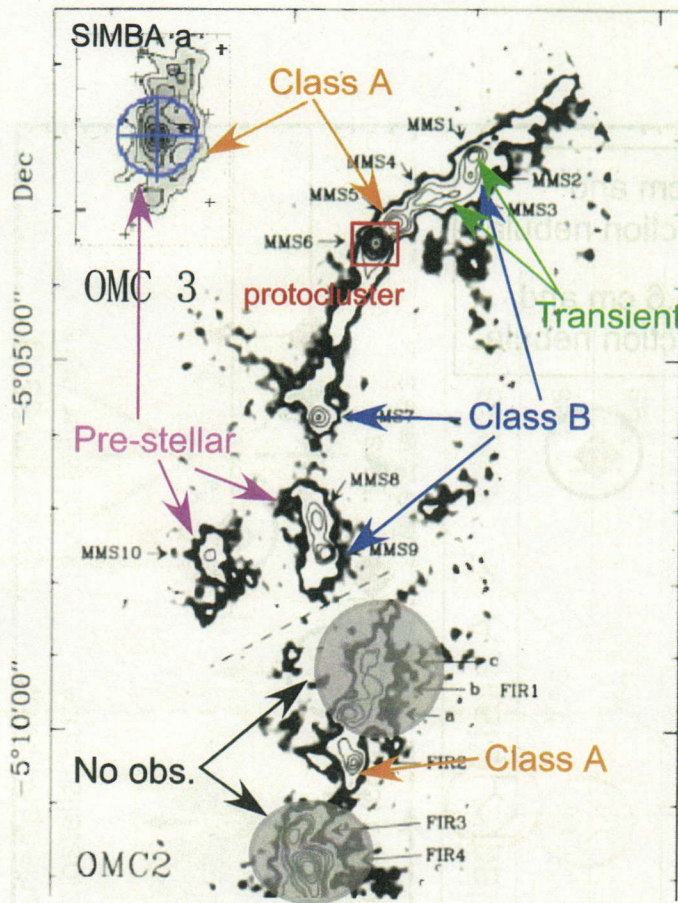 SIMBA a
Class A
MMS1
MMS4
MMS2
MMS5
MMS3
MMS6
OMC 3
protocluster
Transient
Dec
-5°05'00"
MS7
Class B
Pre-stellar
MMS8
MMS10
MMS9
c
b FIR1
a
-5°10'00"
No obs.
FIR2
Class A
FIR3
FIR4
OMC2